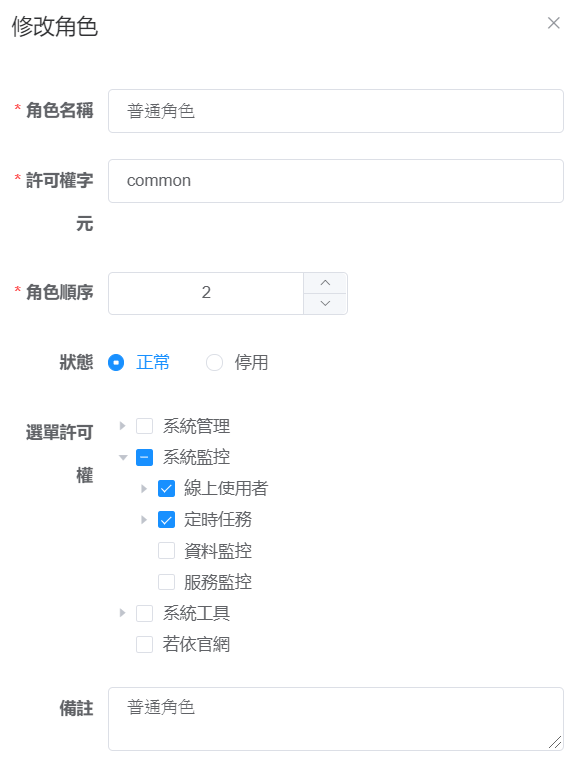 修改角色
* 角色名稱
普通角色
* 許可權字
元
common
* 角色順序
2
狀態
正常
停用
選單許可
權
系統管理
系統監控
線上使用者
定時任務
資料監控
服務監控
系統工具
若依官網
備註
普通角色